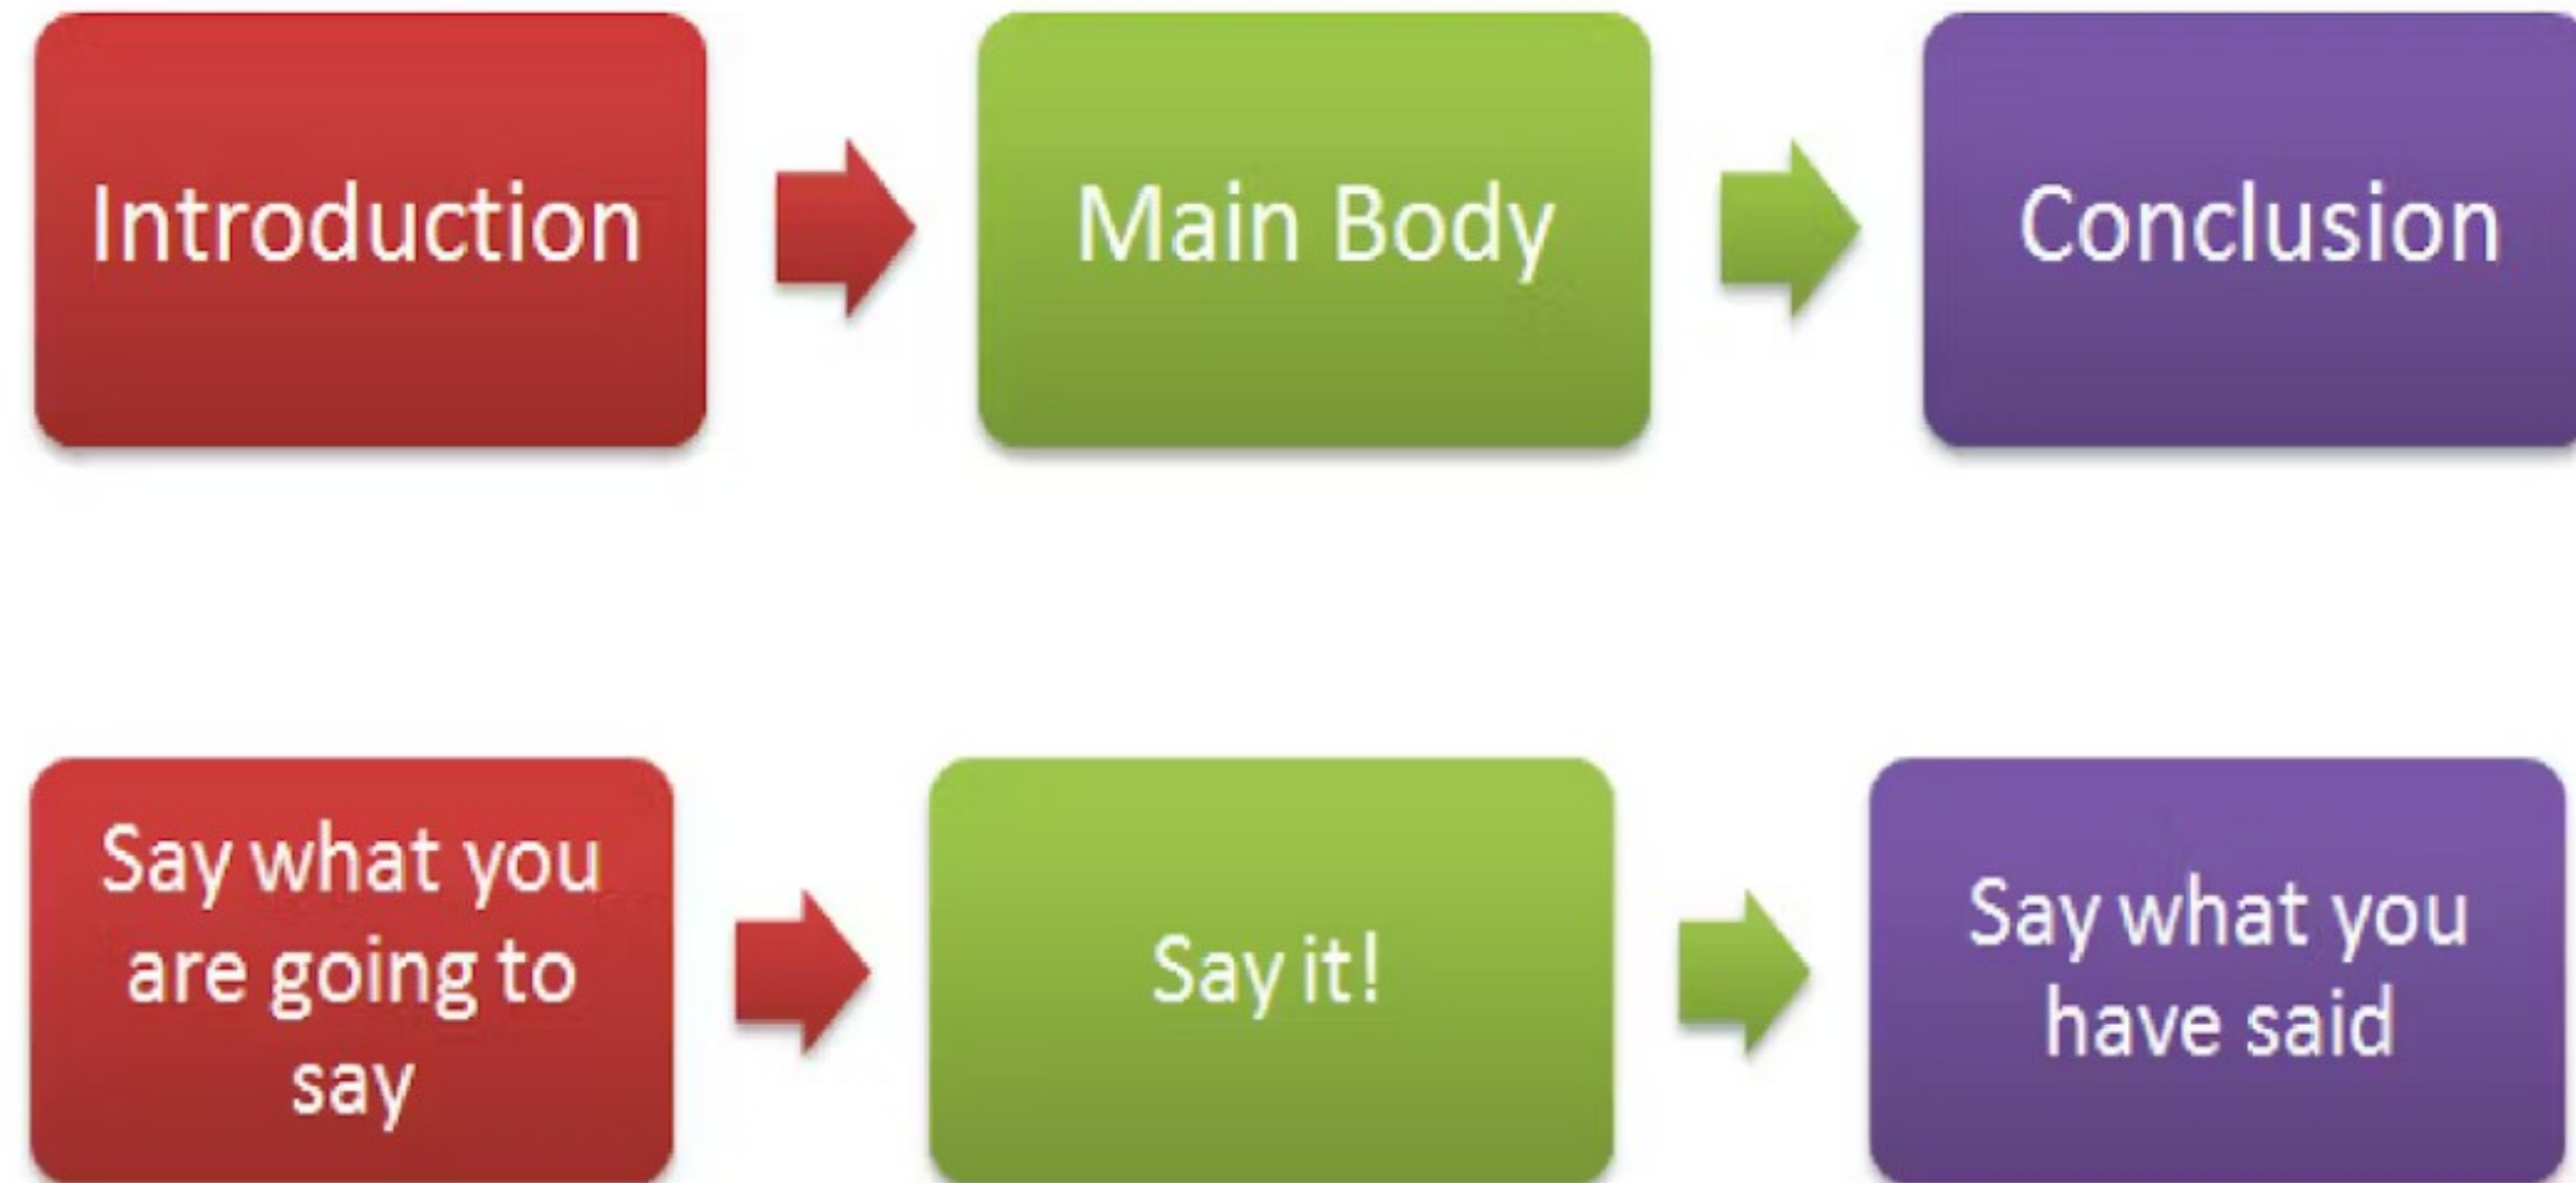 Introduction
Main Body
Conclusion
Say what you
are going to
say
Say it!
Say what you
have said